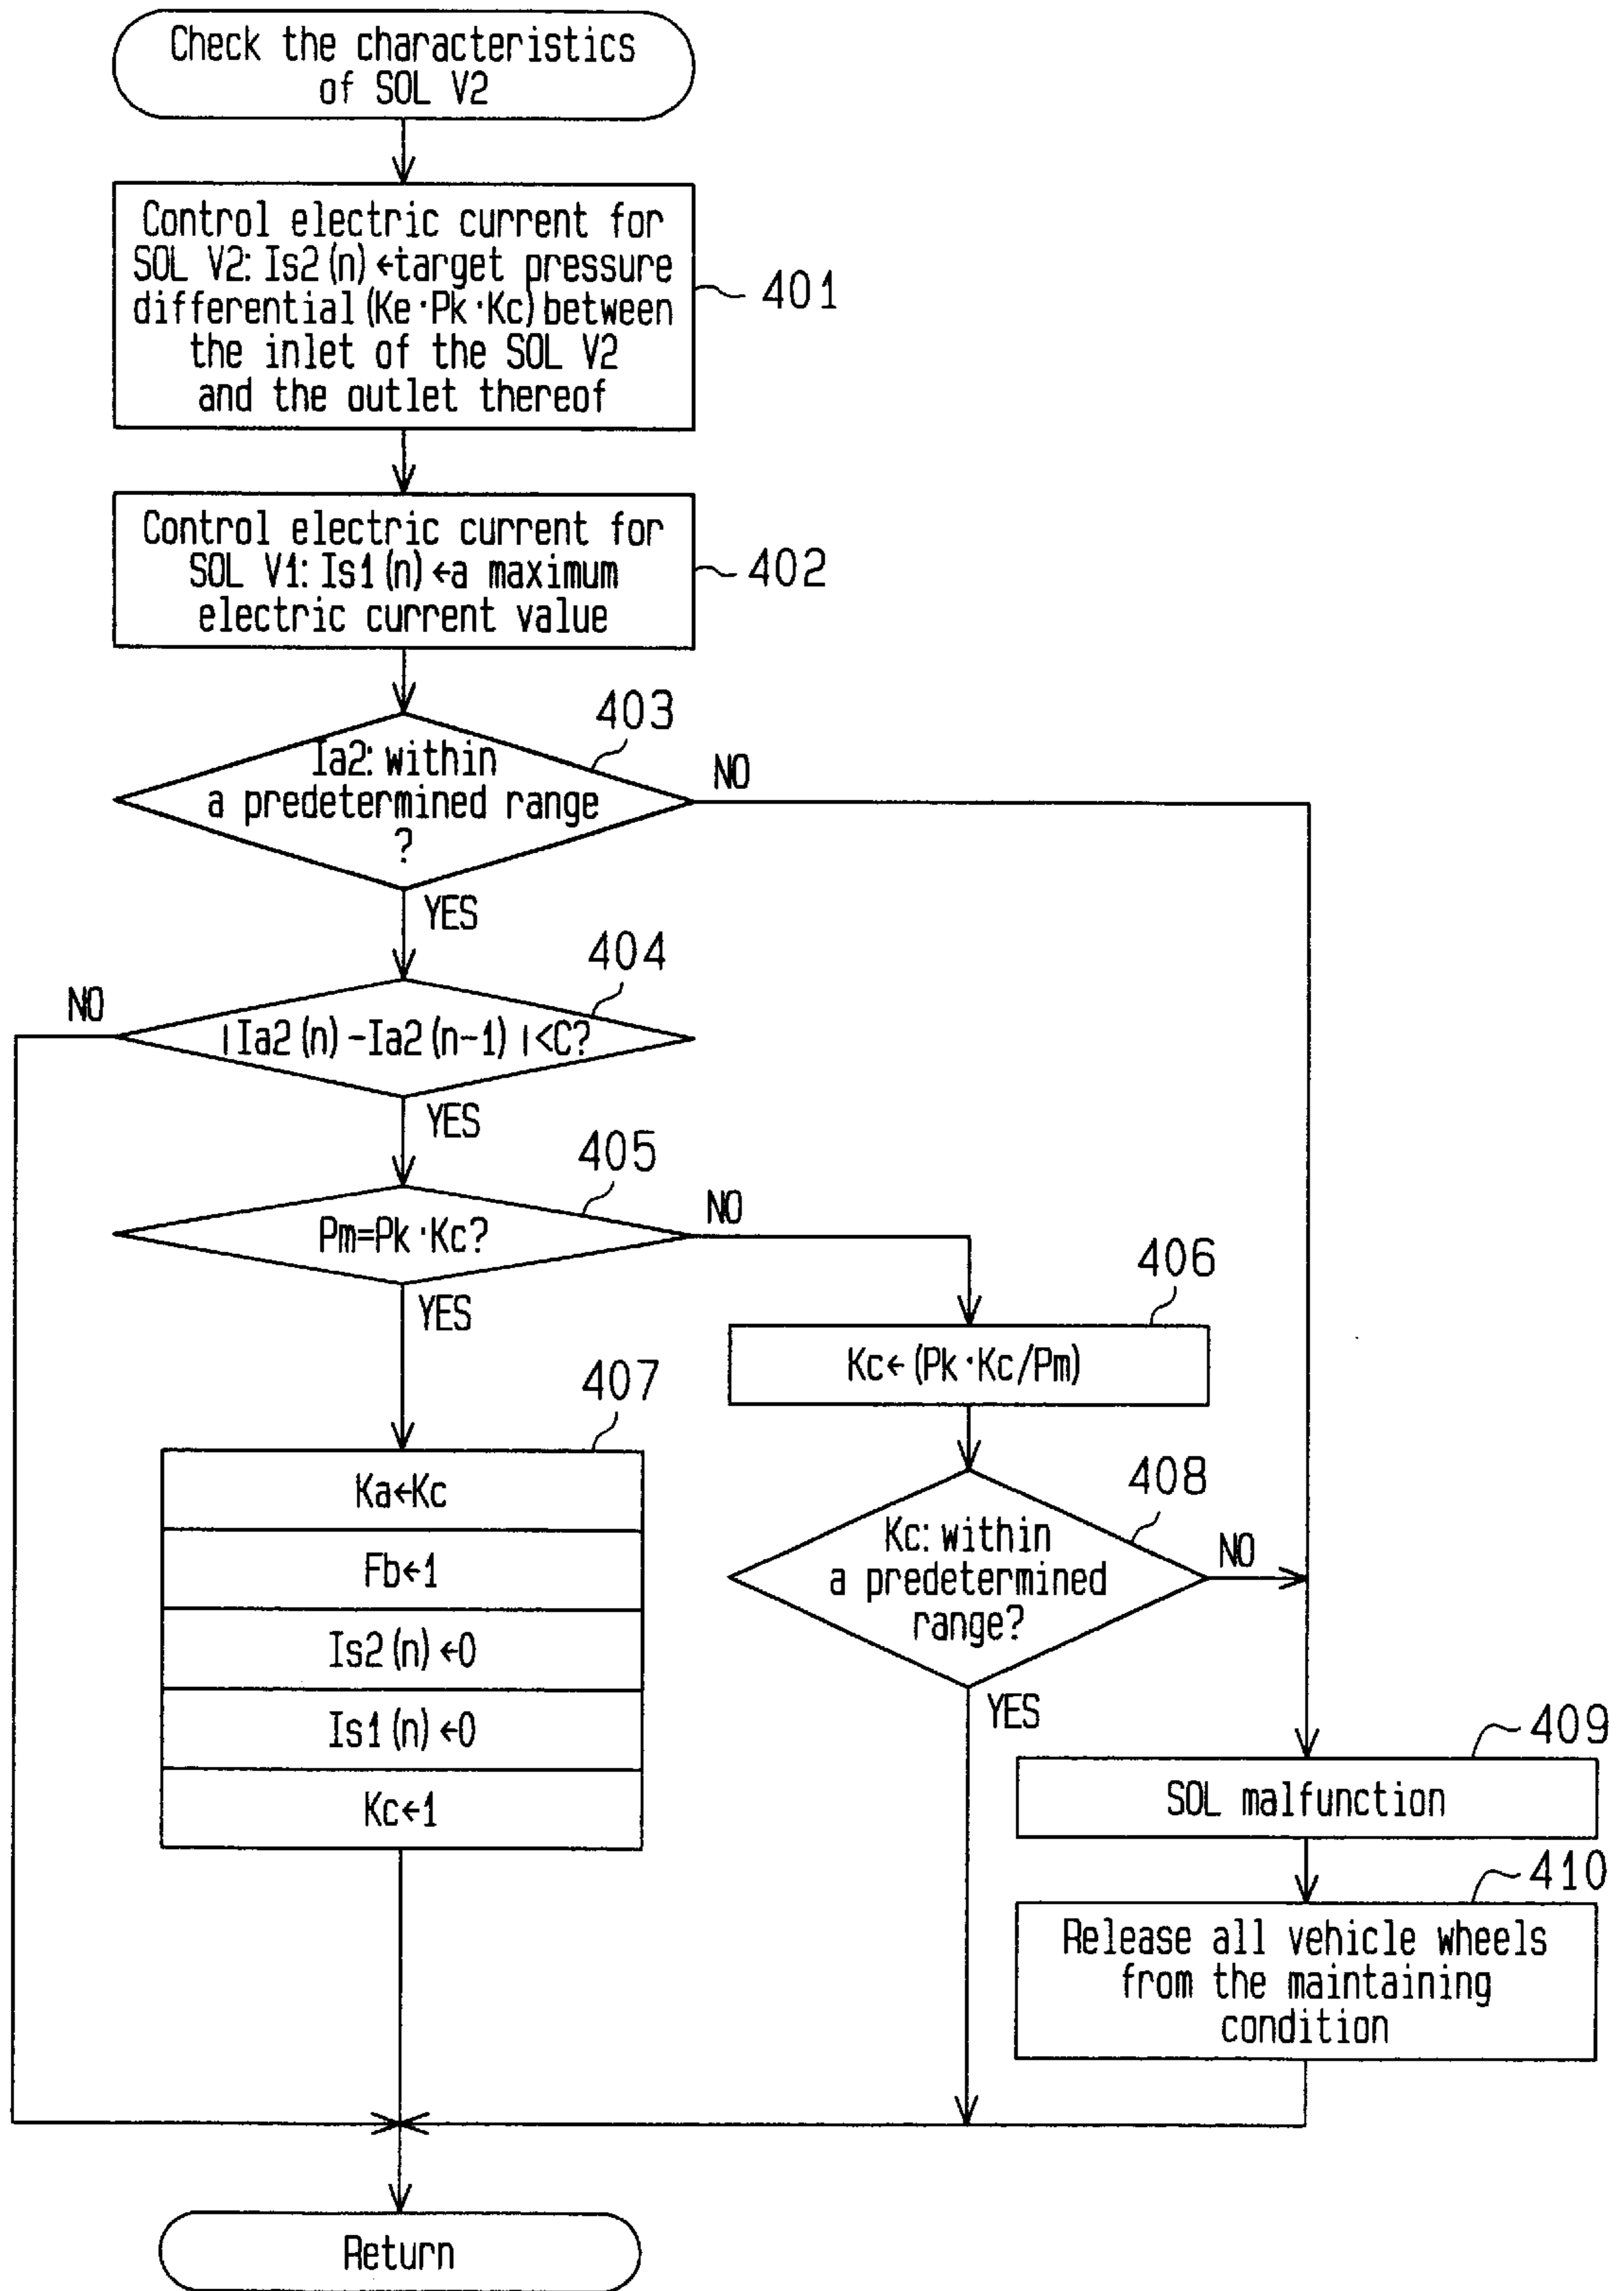 Check the characteristics
of SOL V2
Control electric current for
SOL V2: Is2(n)←target pressure
differential (Ke·Pk·Kc) between
the inlet of the SOL V2
and the outlet thereof
401
Control electric current for
SOL V1: Is1(n)←a maximum
electric current value
402
403
Ia2: within
a predetermined range
?
NO
YES
404
NO
|Ia2(n)-Ia2(n-1)|<C?
YES
405
Pm=Pk·Kc?
NO
YES
406
Kc←(Pk·Kc/Pm)
407
Ka←Kc
Fb←1
Is2(n)←0
Is1(n)←0
Kc←1
408
Kc: within
a predetermined
range?
NO
YES
409
SOL malfunction
410
Release all vehicle wheels
from the maintaining
condition
Return